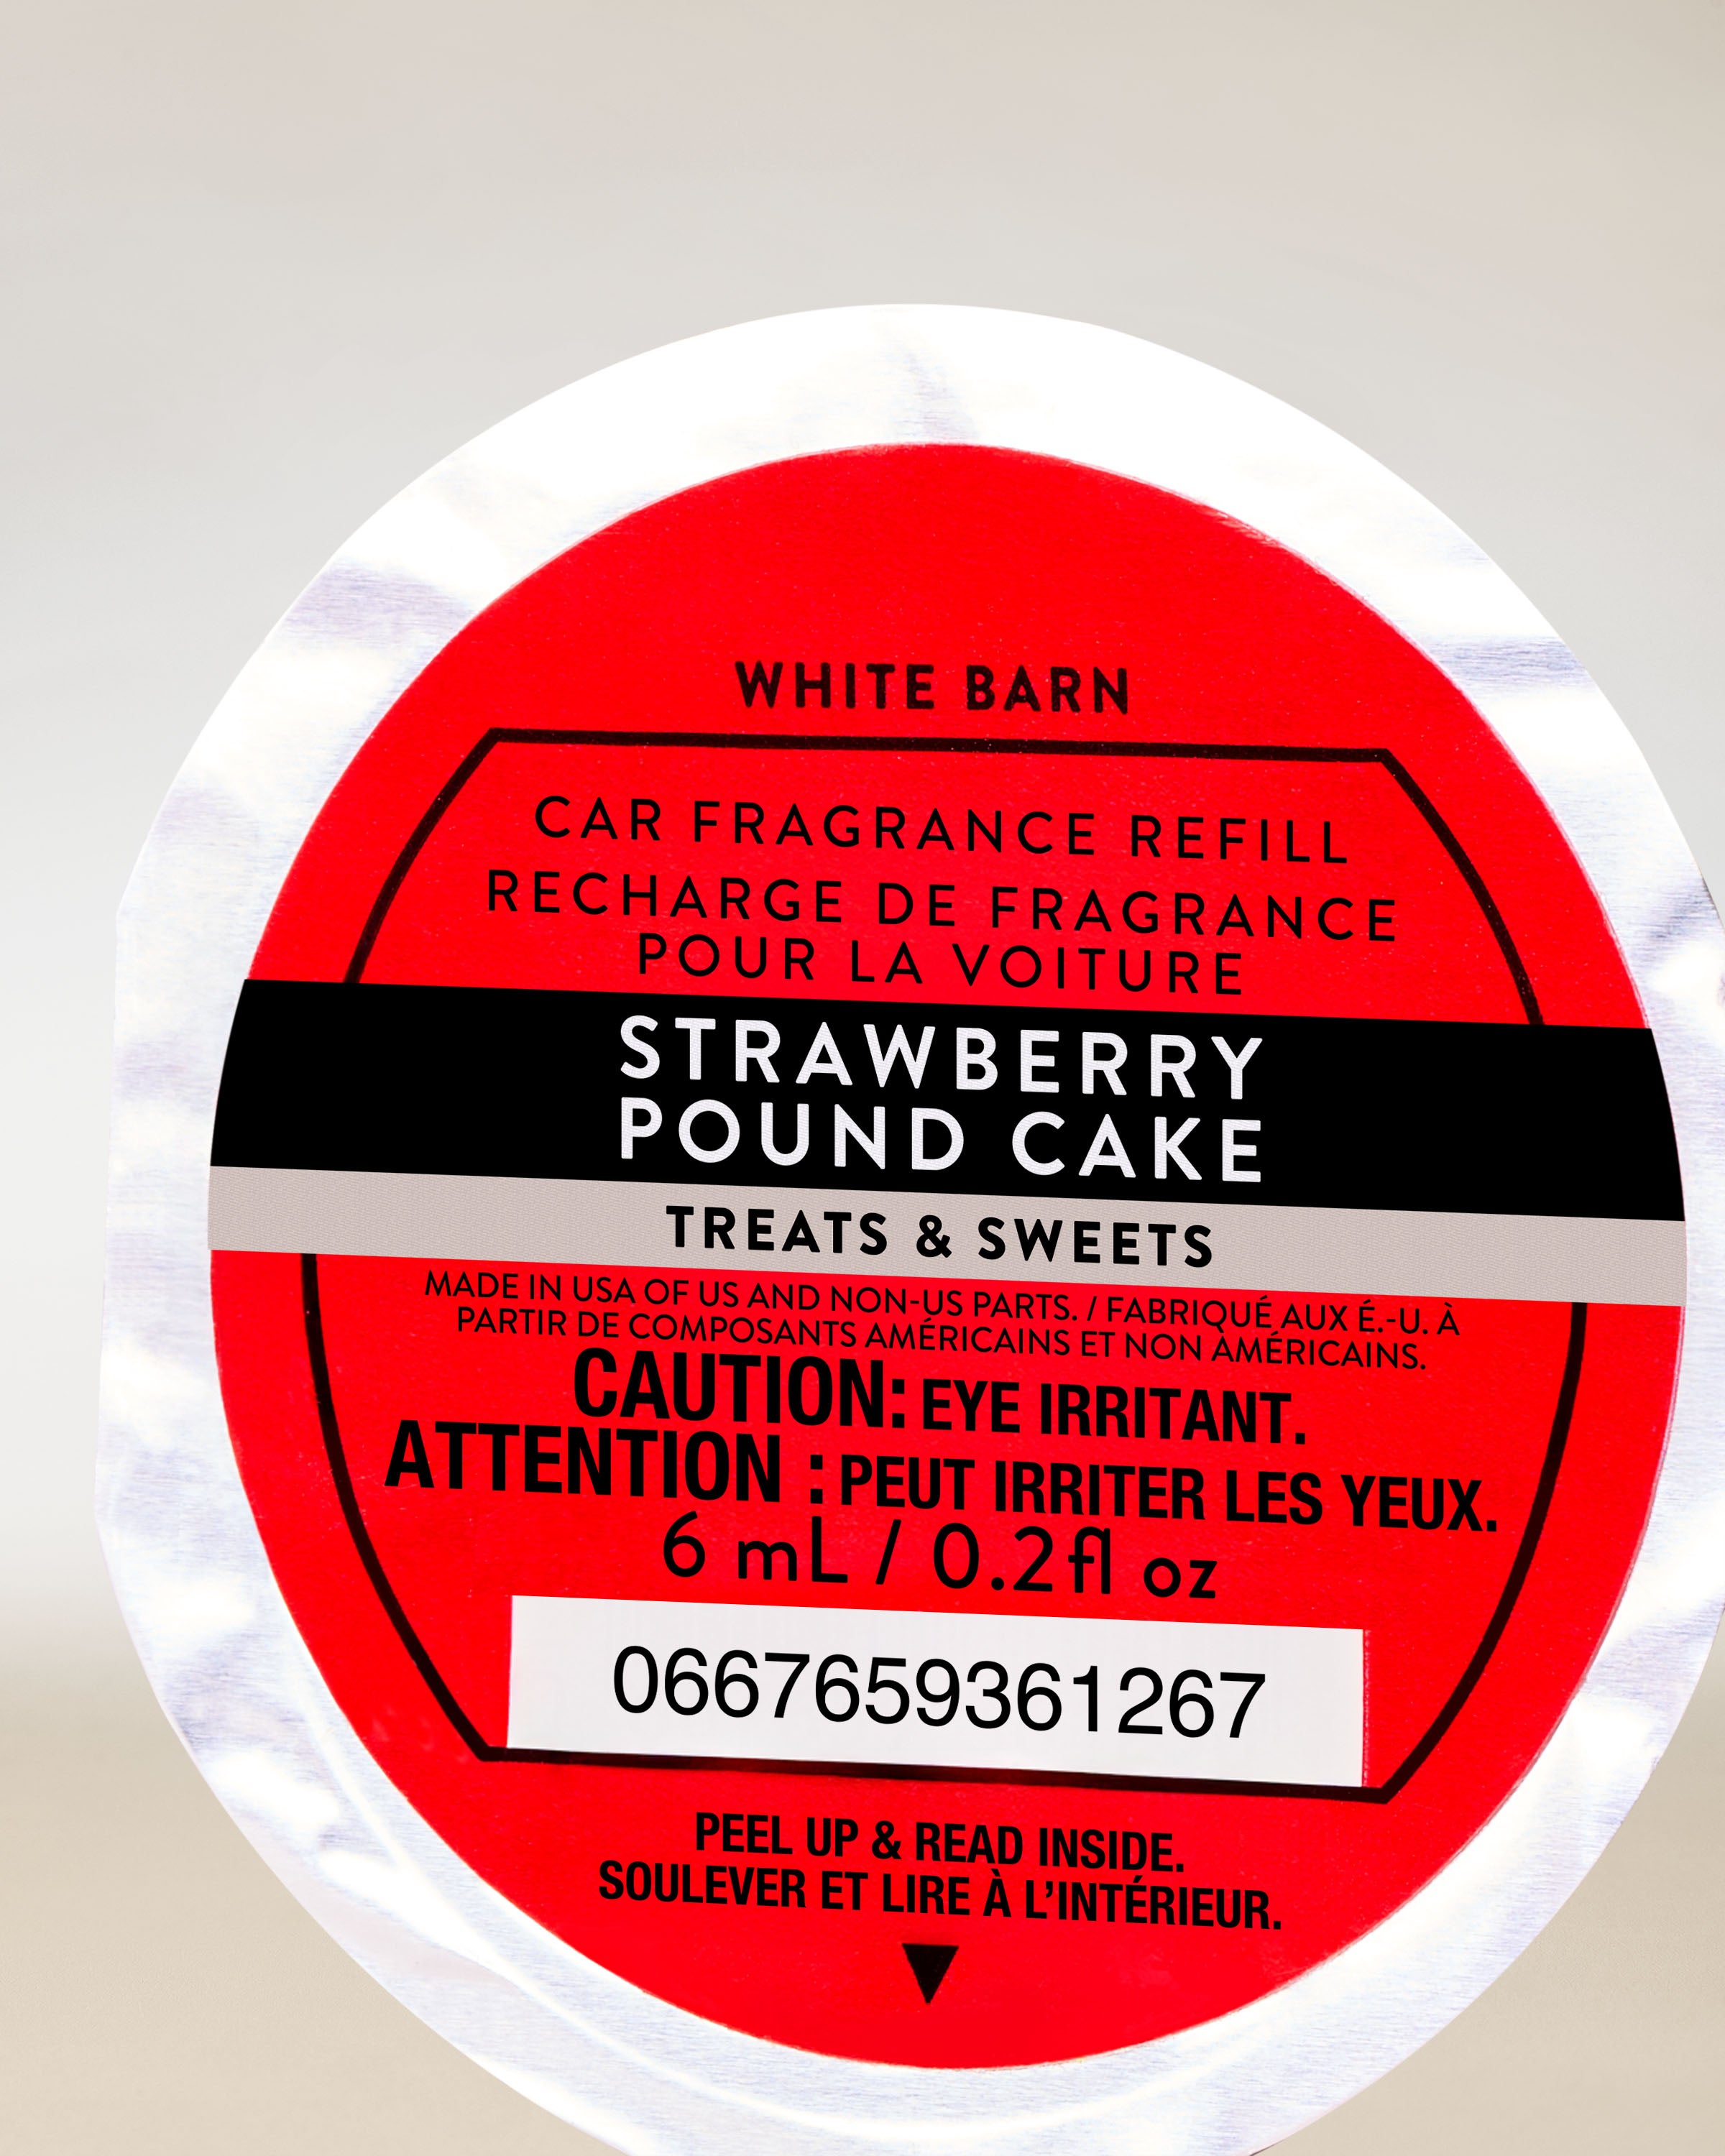 WHITE BARN
CAR FRAGRANCE REFILL
RECHARGE DE FRAGRANCE
POUR LA VOITURE
STRAWBERRY
POUND CAKE
TREATS & SWEETS
MADE IN USA OF US AND NON-US PARTS. / FABRIQUÉ AUX É.-U. À
PARTIR DE COMPOSANTS AMÉRICAINS ET NON AMÉRICAINS.
CAUTION: EYE IRRITANT.
ATTENTION : PEUT IRRITER LES YEUX.
6 mL / 0.2 fl oz
0667659361267
PEEL UP & READ INSIDE.
SOULEVER ET LIRE À L'INTÉRIEUR.